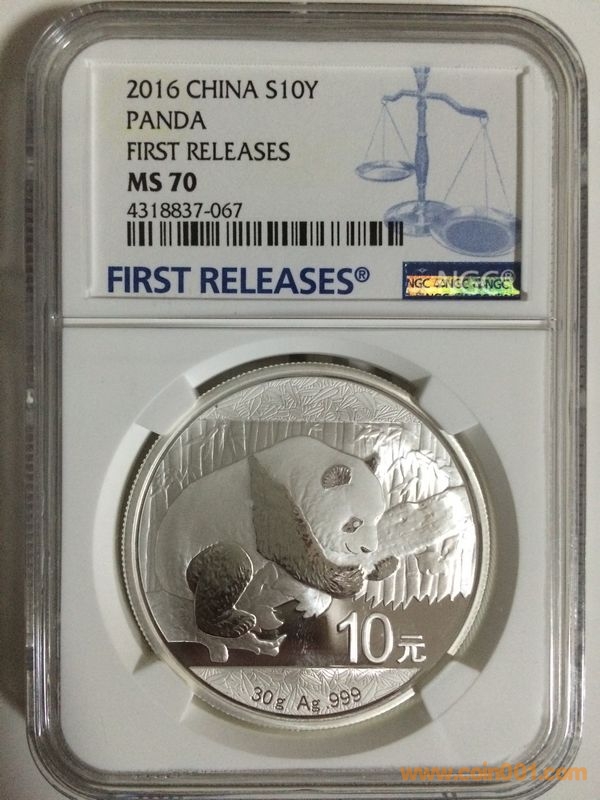 2016 CHINA S10Y
PANDA
FIRST RELEASES
MS 70
4318837-067
FIRST RELEASES®
NGC®
10元
30g Ag .999
www.coin001.com